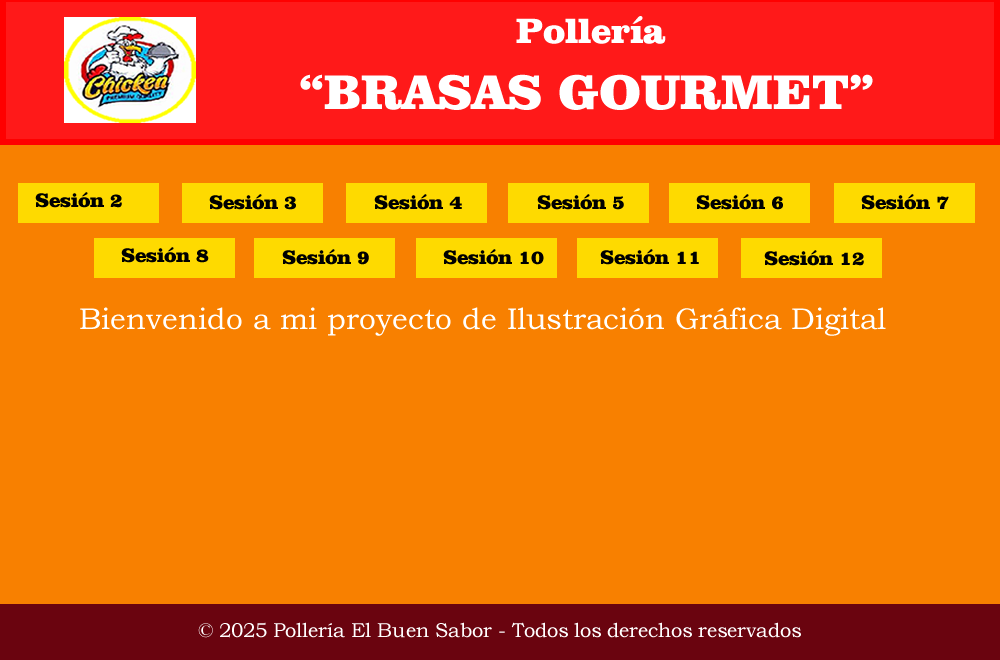 Chicken
PREMIUM QUALITY
Pollería
“BRASAS GOURMET”
Sesión 2
Sesión 3
Sesión 4
Sesión 5
Sesión 6
Sesión 7
Sesión 8
Sesión 9
Sesión 10
Sesión 11
Sesión 12
Bienvenido a mi proyecto de Ilustración Gráfica Digital
© 2025 Pollería El Buen Sabor - Todos los derechos reservados